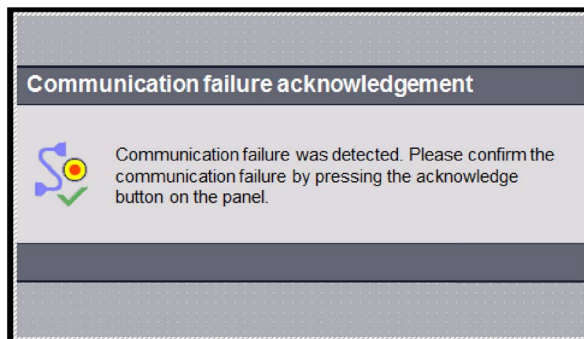 Communication failure acknowledgement
Communication failure was detected. Please confirm the
communication failure by pressing the acknowledge
button on the panel.